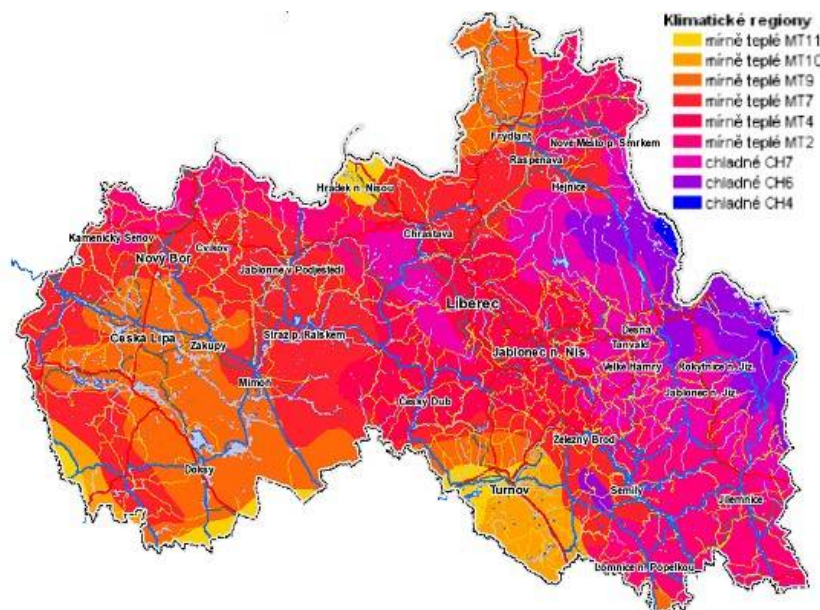 Klimatické regiony
mírně teplé MT11
mírně teplé MT10
mírně teplé MT9
mírně teplé MT7
mírně teplé MT4
mírně teplé MT2
chladné CH7
chladné CH6
chladné CH4
Frýdlant
Nové Město p. Smrkem
Raspenava
Hejnice
Hrádek n. Nisou
Chrastava
Kamenický Šenov
Cvikov
Nový Bor
Jablonné v Podještědí
Liberec
Česká Lípa
Zákupy
Stráž p. Ralskem
Mimoň
Jablonec n. Nis
Desná
Tanvald
Velké Hamry
Rokytnice n. Jiz
Jablonec n. Jiz
Český Dub
Železný Brod
Doksy
Turnov
Semily
Jilemnice
Lomnice n. Popelkou